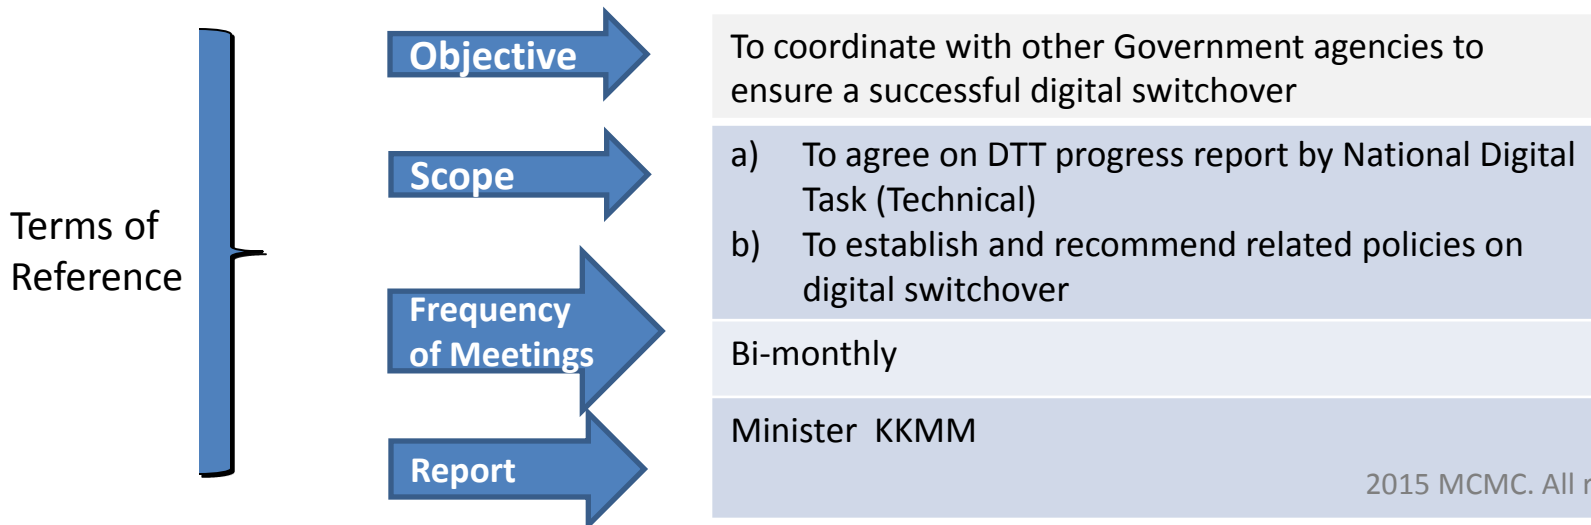 Terms of
Reference
Objective
To coordinate with other Government agencies to
ensure a successful digital switchover
Scope
a) To agree on DTT progress report by National Digital
Task (Technical)
b) To establish and recommend related policies on
digital switchover
Frequency
of Meetings
Bi-monthly
Report
Minister KKMM
2015 MCMC. All r